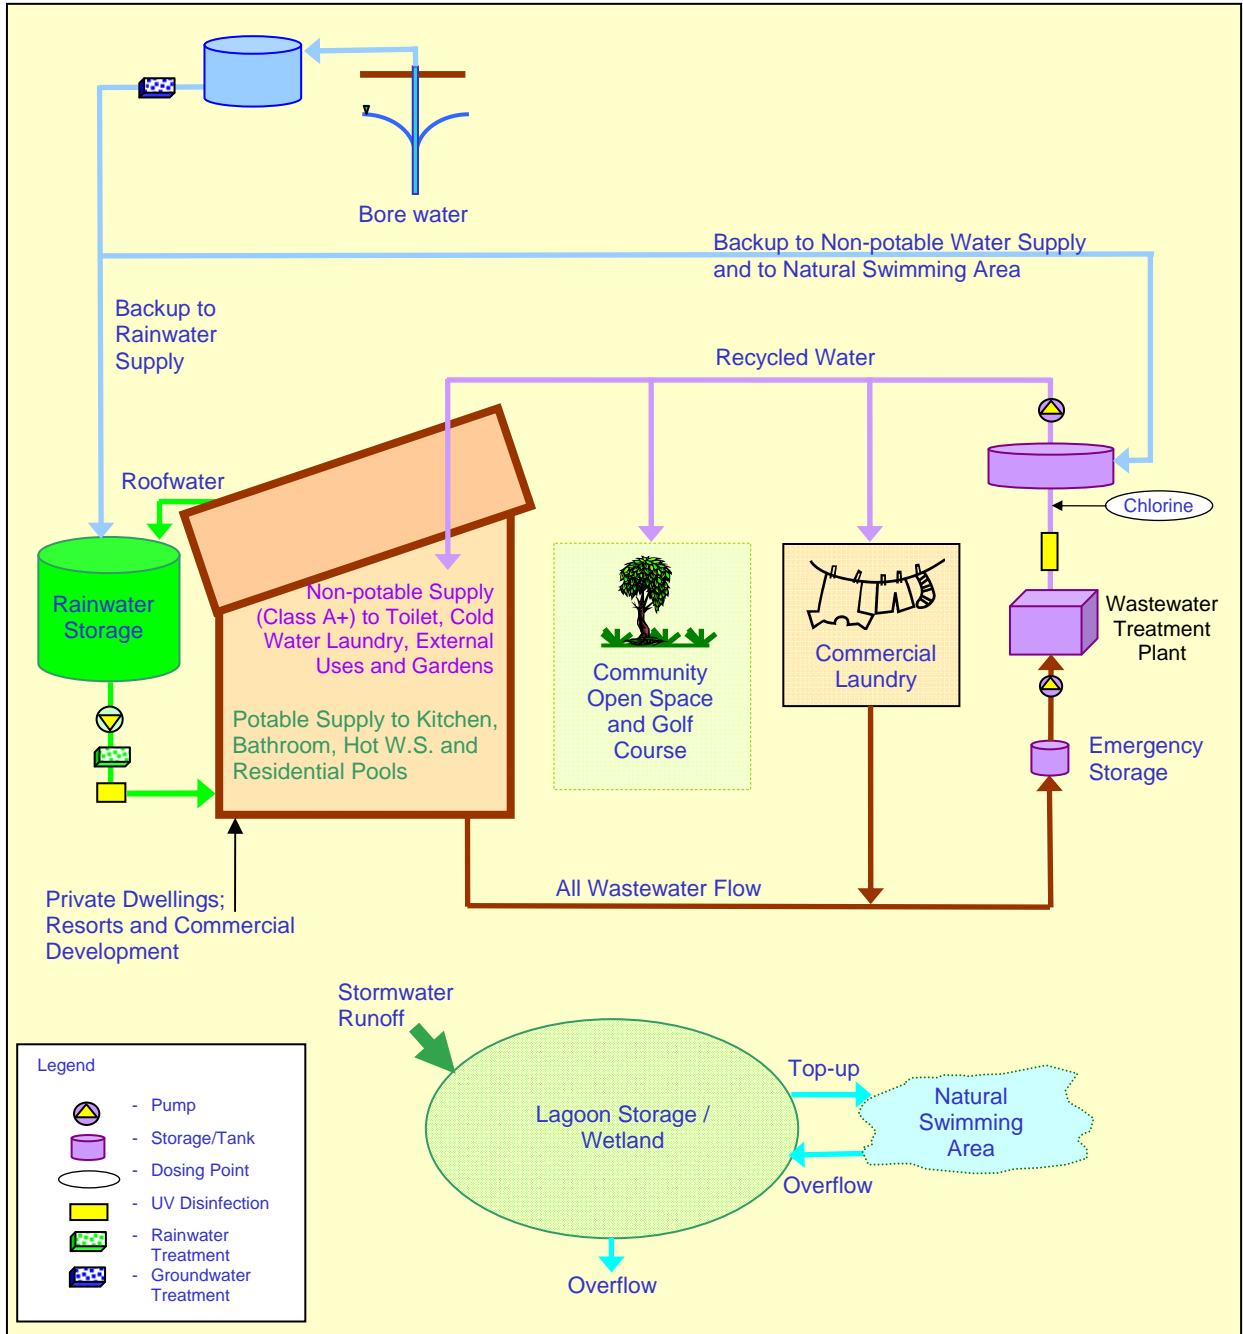 Bore water
Backup to Non-potable Water Supply
and to Natural Swimming Area
Backup to
Rainwater
Supply
Recycled Water
Roofwater
Chlorine
Rainwater
Storage
Non-potable Supply
(Class A+) to Toilet, Cold
Water Laundry, External
Uses and Gardens
Potable Supply to Kitchen,
Bathroom, Hot W.S. and
Residential Pools
Community
Open Space
and Golf
Course
Commercial
Laundry
Wastewater
Treatment
Plant
Emergency
Storage
All Wastewater Flow
Private Dwellings;
Resorts and Commercial
Development
Stormwater
Runoff
Lagoon Storage /
Wetland
Top-up
Natural
Swimming
Area
Overflow
Overflow
Legend
- Pump
- Storage/Tank
- Dosing Point
- UV Disinfection
- Rainwater
Treatment
- Groundwater
Treatment